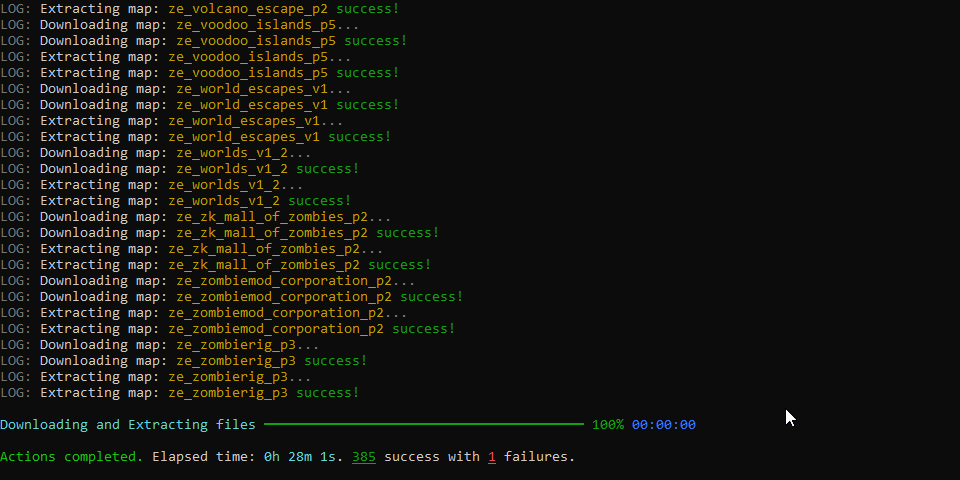 LOG: Extracting map: ze_volcano_escape_p2 success!
LOG: Downloading map: ze_voodoo_islands_p5...
LOG: Downloading map: ze_voodoo_islands_p5 success!
LOG: Extracting map: ze_voodoo_islands_p5...
LOG: Extracting map: ze_voodoo_islands_p5 success!
LOG: Downloading map: ze_world_escapes_v1...
LOG: Downloading map: ze_world_escapes_v1 success!
LOG: Extracting map: ze_world_escapes_v1...
LOG: Extracting map: ze_world_escapes_v1 success!
LOG: Downloading map: ze_worlds_v1_2...
LOG: Downloading map: ze_worlds_v1_2 success!
LOG: Extracting map: ze_worlds_v1_2...
LOG: Extracting map: ze_worlds_v1_2 success!
LOG: Downloading map: ze_zk_mall_of_zombies_p2...
LOG: Downloading map: ze_zk_mall_of_zombies_p2 success!
LOG: Extracting map: ze_zk_mall_of_zombies_p2...
LOG: Extracting map: ze_zk_mall_of_zombies_p2 success!
LOG: Downloading map: ze_zombiemod_corporation_p2...
LOG: Downloading map: ze_zombiemod_corporation_p2 success!
LOG: Extracting map: ze_zombiemod_corporation_p2...
LOG: Extracting map: ze_zombiemod_corporation_p2 success!
LOG: Downloading map: ze_zombierig_p3...
LOG: Downloading map: ze_zombierig_p3 success!
LOG: Extracting map: ze_zombierig_p3...
LOG: Extracting map: ze_zombierig_p3 success!
Downloading and Extracting files 100% 00:00:00
Actions completed. Elapsed time: 0h 28m 1s. 385 success with 1 failures.